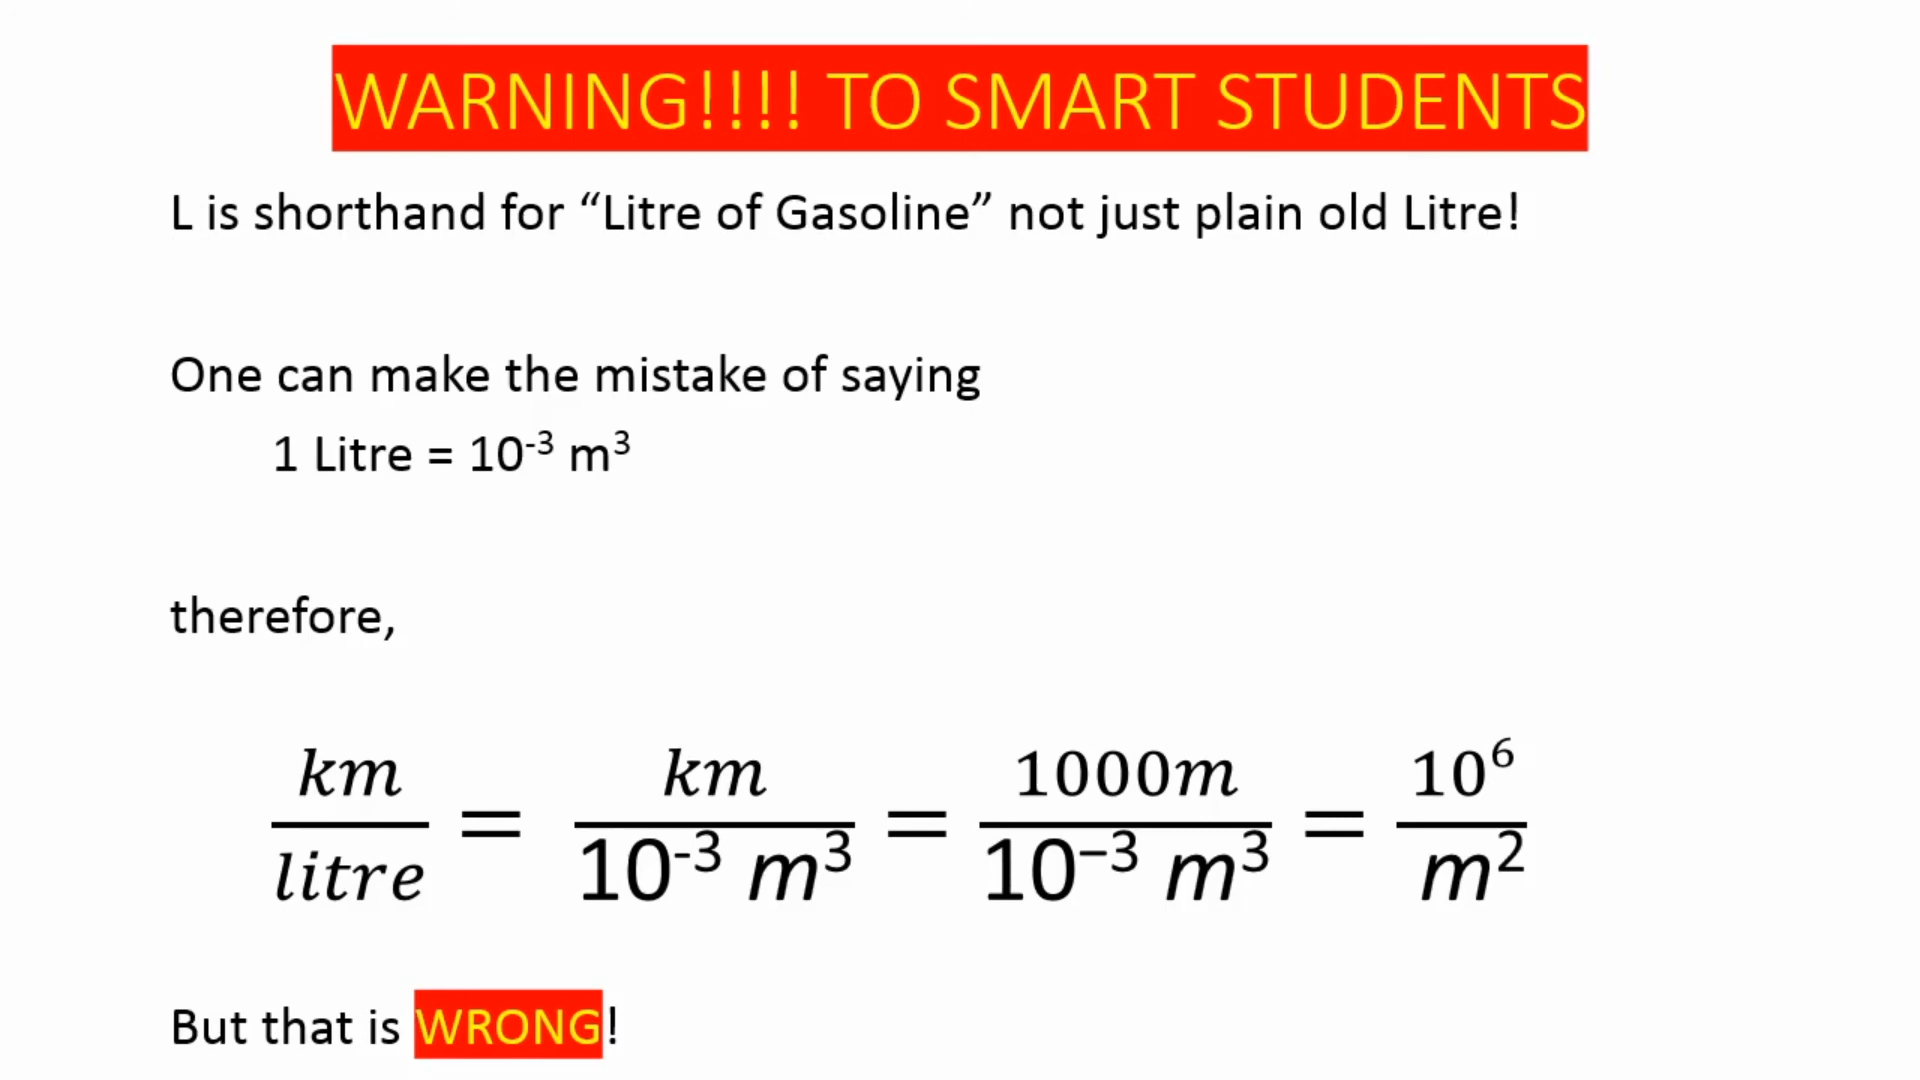 WARNING!!!! TO SMART STUDENTS
L is shorthand for “Litre of Gasoline” not just plain old Litre!
One can make the mistake of saying
1 Litre = 10⁻³ m³
therefore,
km/litre = km/10⁻³ m³ = 1000m/10⁻³ m³ = 10⁶/m²
But that is WRONG!